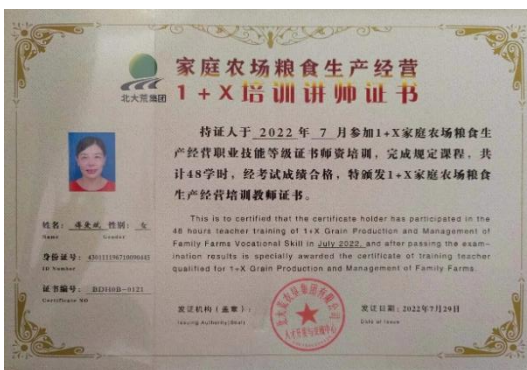 北大荒集团
家庭农场粮食生产经营
1+X培训讲师证书
持证人于 2022 年 7 月参加1+X家庭农场粮食生
产经营职业技能等级证书师资培训，完成规定课程，共
计48学时，经考试成绩合格，特颁发1+X家庭农场粮食
生产经营培训教师证书。
This is to certified that the certificate holder has participated in the
48 hours teacher training of 1+X Grain Production and Management of
Family Farms Vocational Skill in July 2022, and after passing the exam-
ination results is specially awarded the certificate of training teacher
qualified for 1+X Grain Production and Management of Family Farms.
姓名： 性别： 女
Name Gender
身份证号：
ID Number
证书编号：
Certificate NO
发证机构（盖章）：
Issuing Authority(Seal)
发证日期：2022年7月29日
Date of Issue